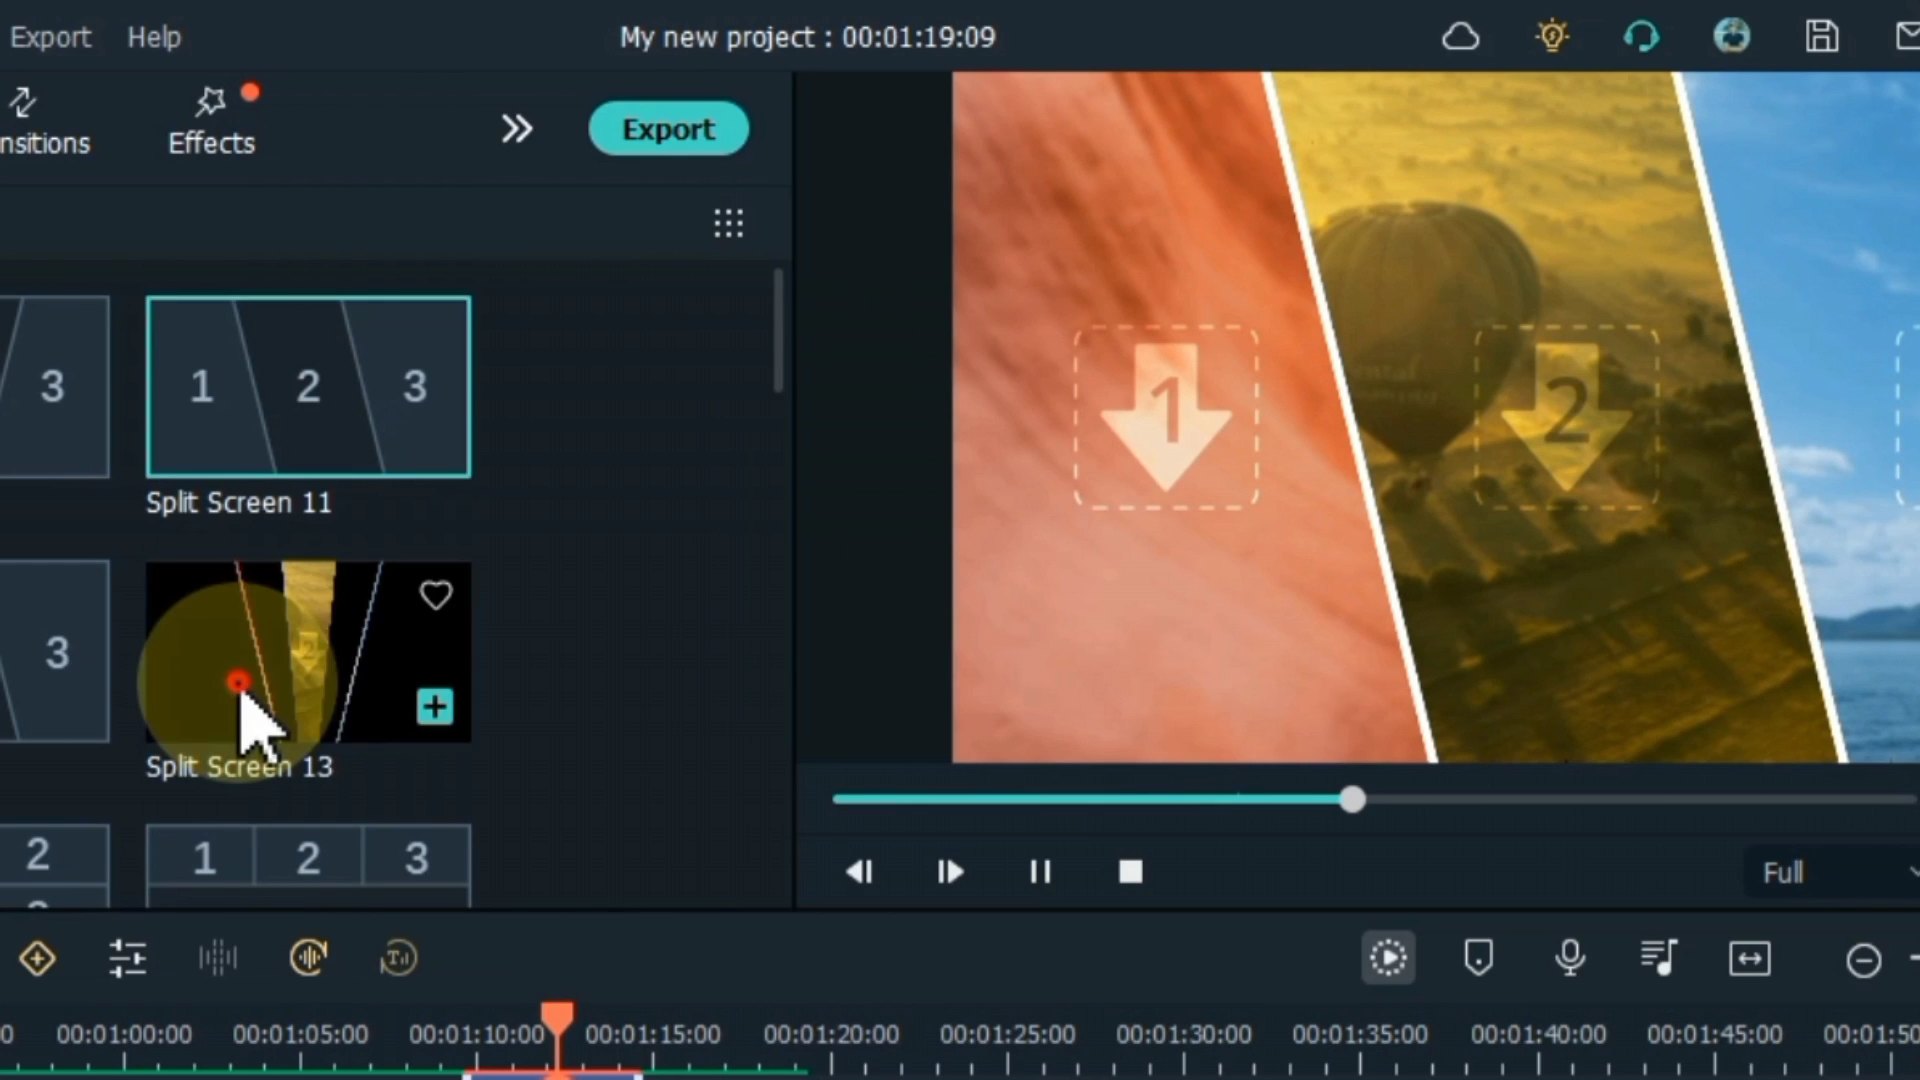 Export Help My new project : 00:01:19:09
nsitions Effects Export
3 1 2 3
Split Screen 11
1 2
3 2
Split Screen 13
2 1 2 3
Full
0 00:01:00:00 00:01:05:00 00:01:10:00 00:01:15:00 00:01:20:00 00:01:25:00 00:01:30:00 00:01:35:00 00:01:40:00 00:01:45:00 00:01:50